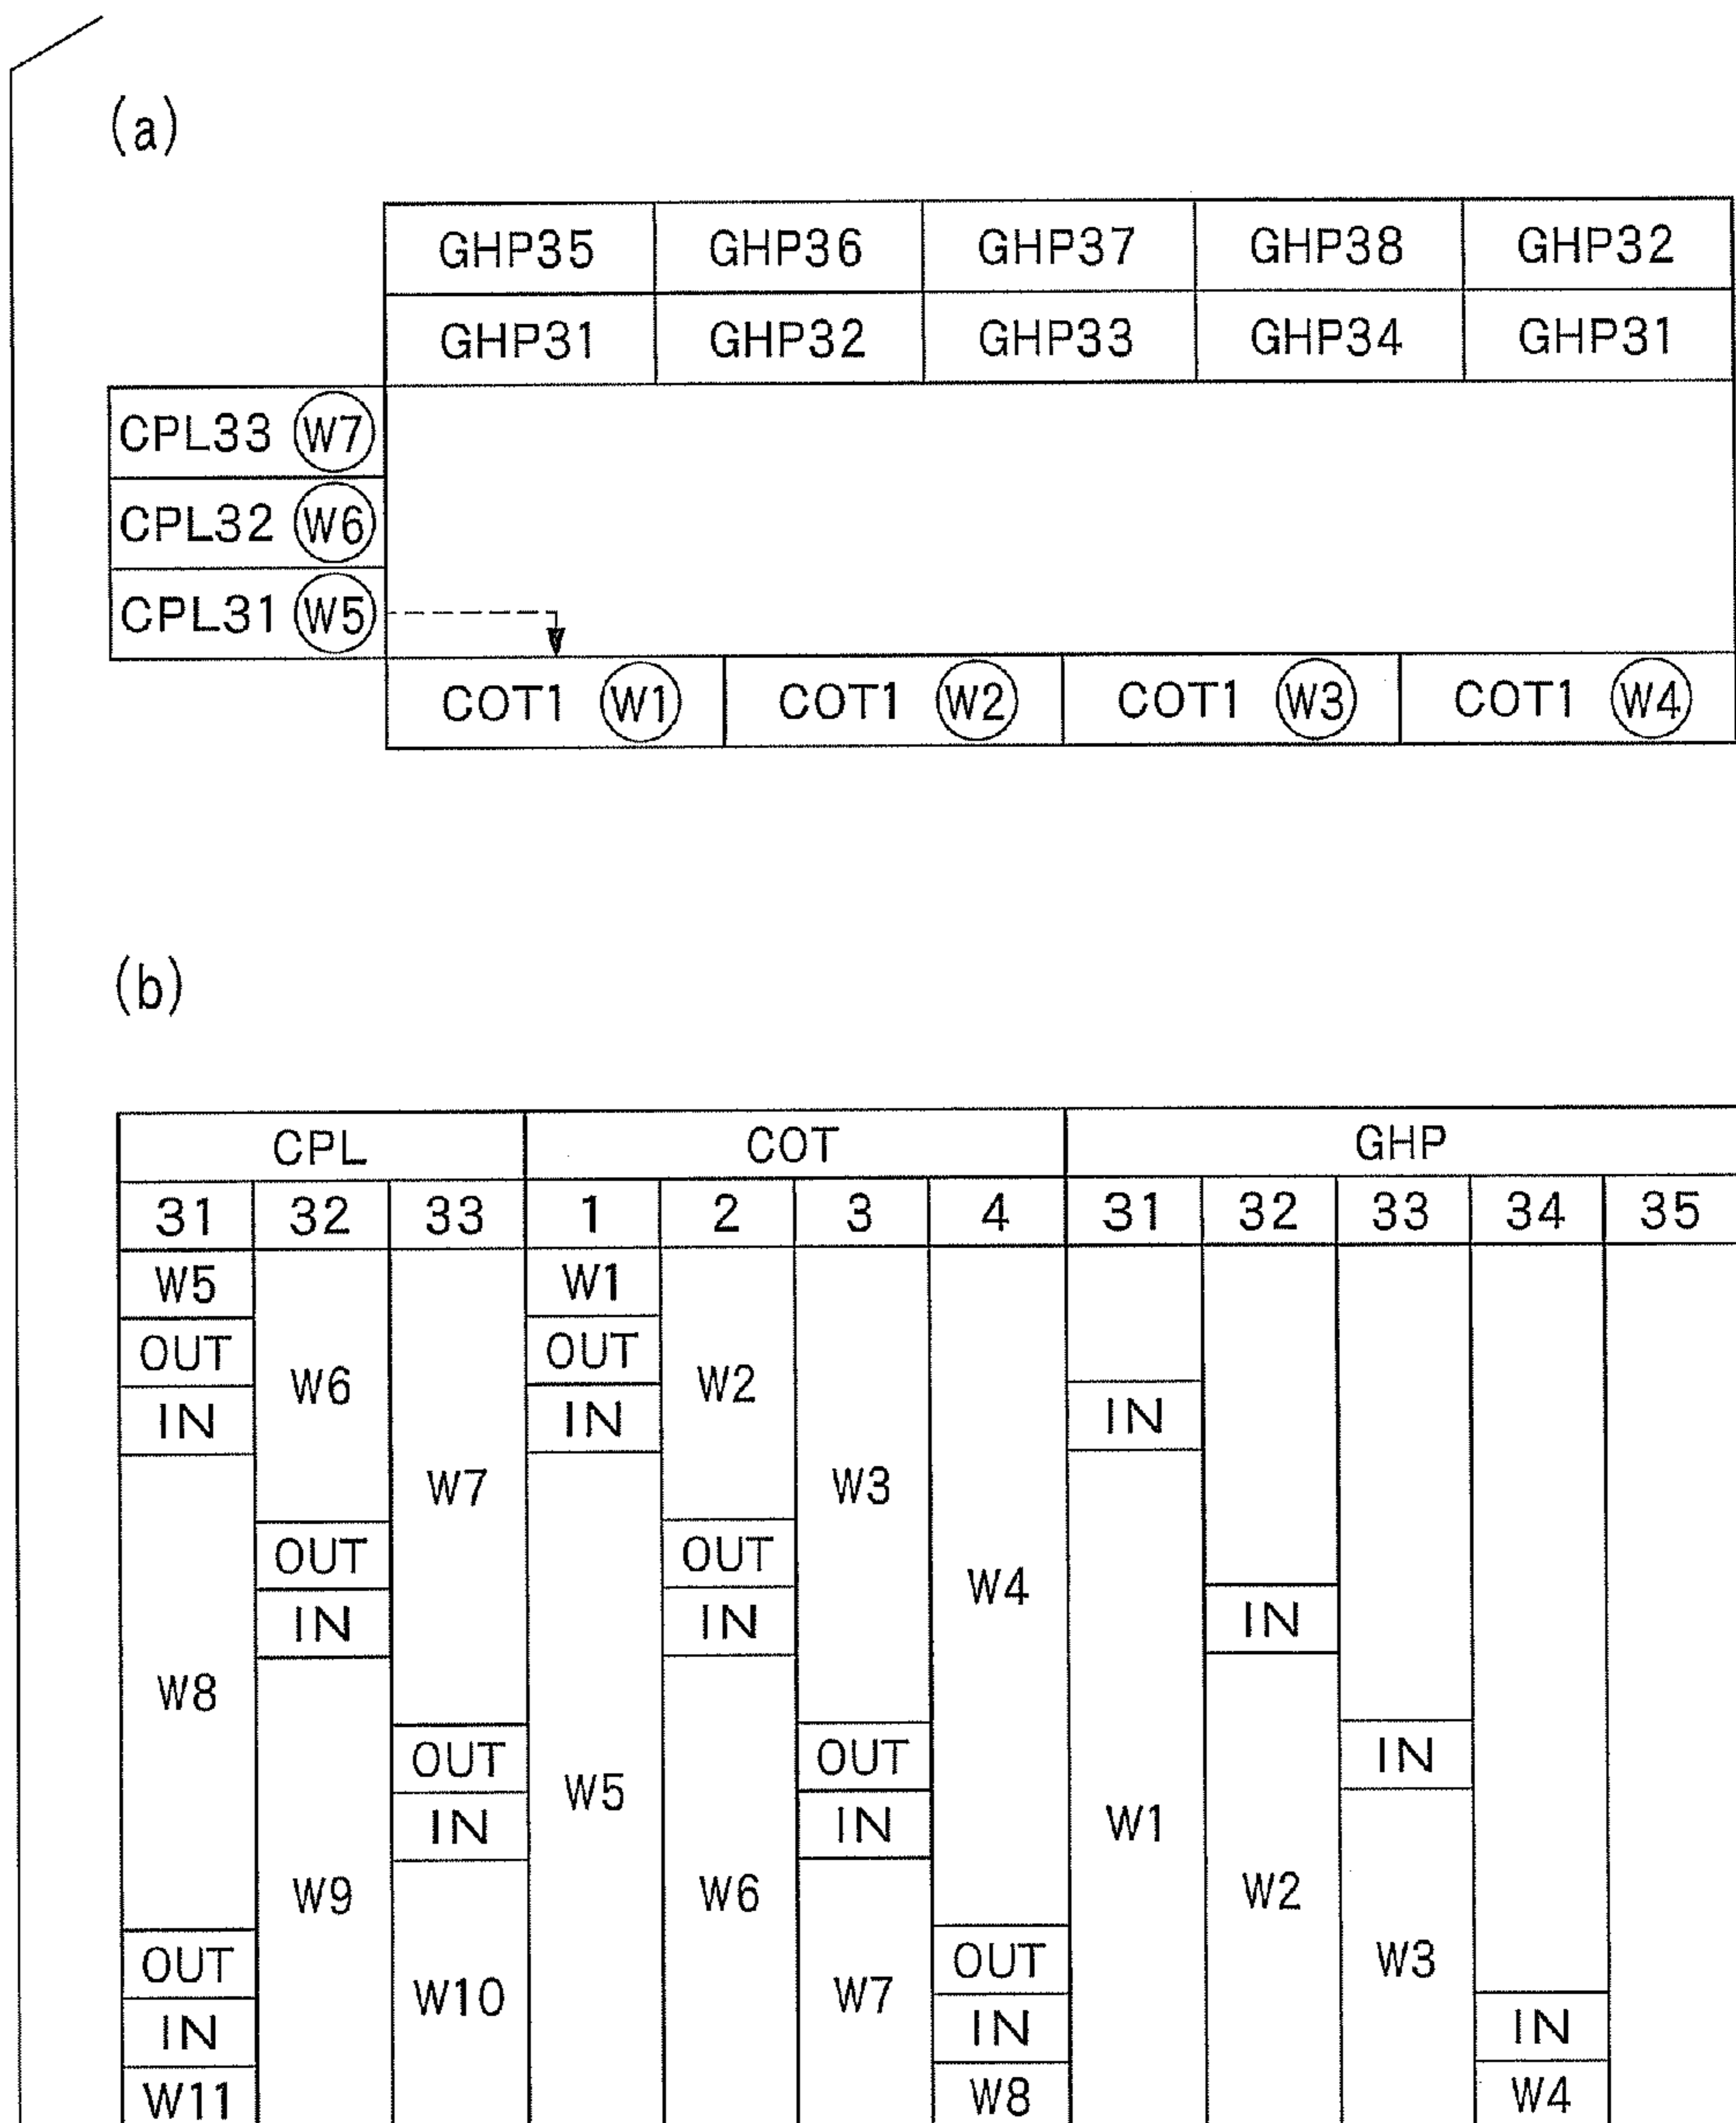 (a)
GHP35 GHP36 GHP37 GHP38 GHP32
GHP31 GHP32 GHP33 GHP34 GHP31
CPL33 W7
CPL32 W6
CPL31 W5
COT1 W1 COT1 W2 COT1 W3 COT1 W4
(b)
CPL COT GHP
31 32 33 1 2 3 4 31 32 33 34 35
W5 W1
OUT OUT
W6 W2
IN IN IN
W7 W3
OUT OUT
W4
IN IN IN
W8
OUT OUT IN
W5
IN IN W1
W9 W6 W2
OUT OUT W3
W10 W7
IN IN IN
W11 W8 W4